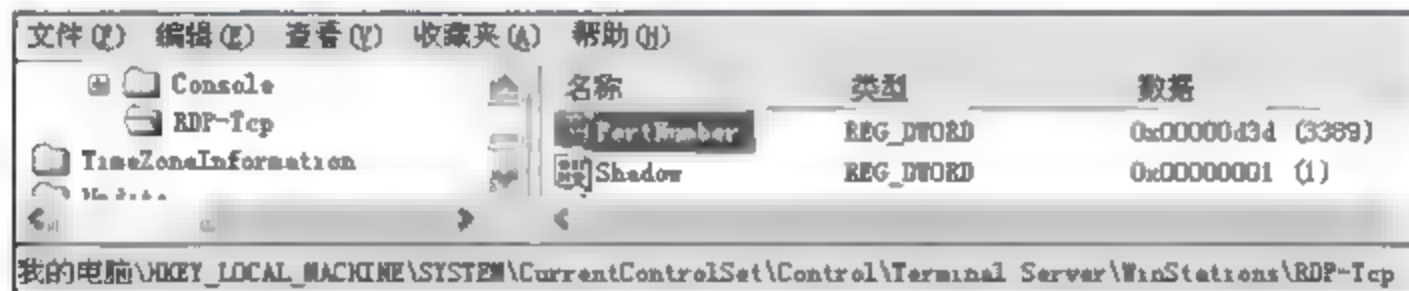 文件(F) 编辑(E) 查看(V) 收藏夹(A) 帮助(H)
Console
RDP-Tcp
TimeZoneInformation
名称 类型 数据
PortNumber REG_DWORD 0x00000d3d (3389)
Shadow REG_DWORD 0x00000001 (1)
我的电脑\HKEY_LOCAL_MACHINE\SYSTEM\CurrentControlSet\Control\Terminal Server\WinStations\RDP-Tcp